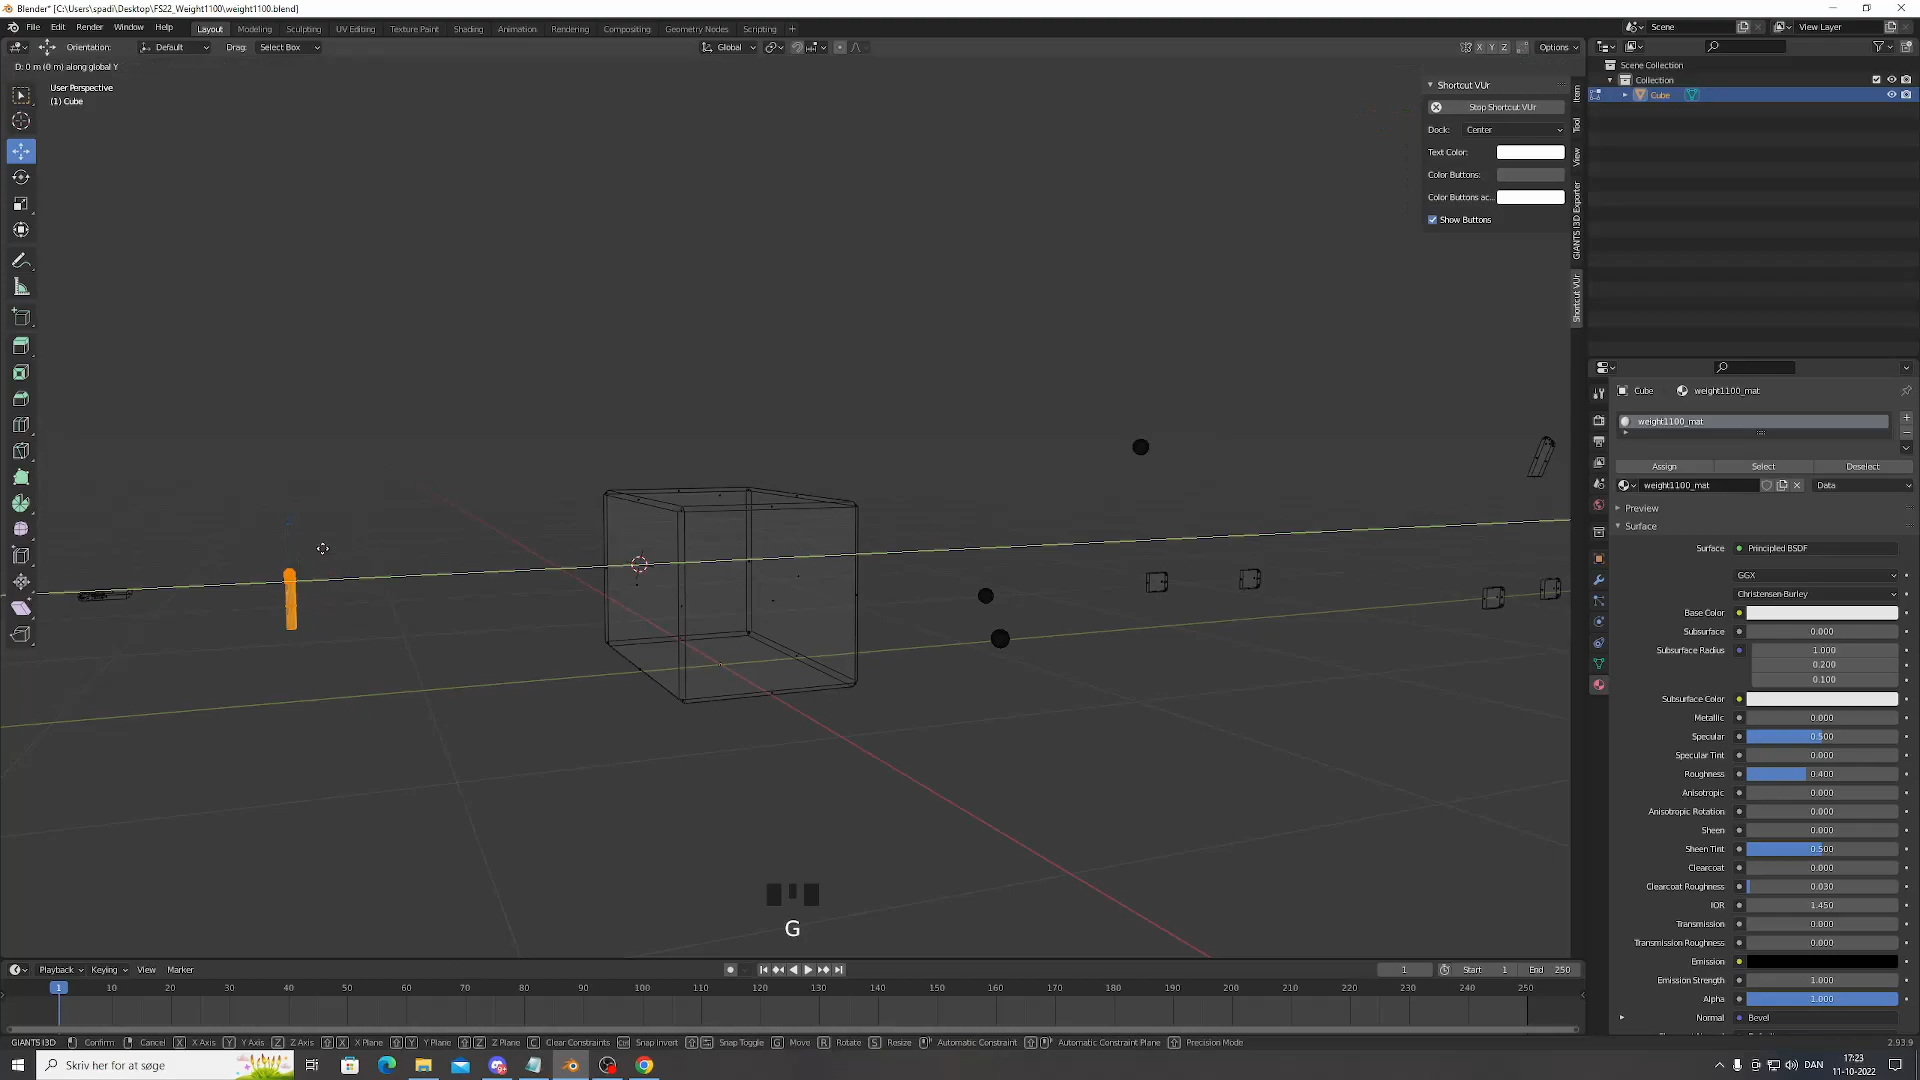 Blender* [C:\Users\spadi\Desktop\FS22_Weight1100\weight1100.blend]
File Edit Render Window Help Layout Modeling Sculpting UV Editing Texture Paint Shading Animation Rendering Compositing Geometry Nodes Scripting + Scene View Layer
Orientation: Default Drag: Select Box Global X Y Z Options
D: 0 m (0 m) along global Y
Scene Collection
Collection
Cube
User Perspective
(1) Cube
Shortcut VUr
Stop Shortcut VUr
Dock: Center
Text Color:
Color Buttons:
Color Buttons ac...
Show Buttons
Item
Tool
View
GIANTS I3D Exporter
Shortcut VUr
Cube weight1100_mat
weight1100_mat
Assign Select Deselect
weight1100_mat Data
Preview
Surface
Surface Principled BSDF
GGX
Christensen-Burley
Base Color
Subsurface 0.000
Subsurface Radius 1.000
0.200
0.100
Subsurface Color
Metallic 0.000
Specular 0.500
Specular Tint 0.000
Roughness 0.400
Anisotropic 0.000
Anisotropic Rotation 0.000
Sheen 0.000
Sheen Tint 0.500
Clearcoat 0.000
Clearcoat Roughness 0.030
IOR 1.450
Transmission 0.000
Transmission Roughness 0.000
Emission
Emission Strength 1.000
Alpha 1.000
Normal Bevel
G
Playback Keying View Marker 1 Start 1 End 250
1 10 20 30 40 50 60 70 80 90 100 110 120 130 140 150 160 170 180 190 200 210 220 230 240 250
GIANTS I3D Confirm Cancel X X Axis Y Y Axis Z Z Axis X X Plane Y Y Plane Z Z Plane C Clear Constraints Ctrl Snap Invert Snap Toggle G Move R Rotate S Resize Automatic Constraint Automatic Constraint Plane Precision Mode 2.93.9
Skriv her for at søge DAN 17:23
11-10-2022